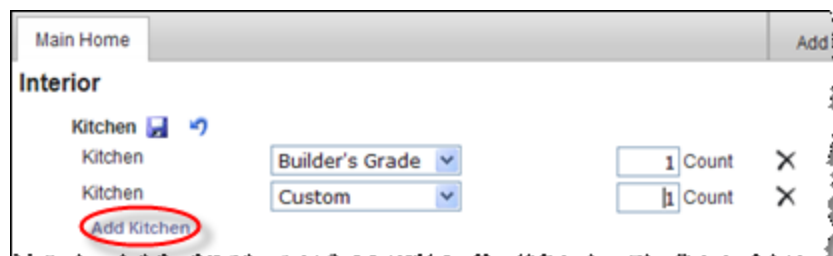 Main Home
Add
Interior
Kitchen
Kitchen Builder's Grade 1 Count
Kitchen Custom 1 Count
Add Kitchen